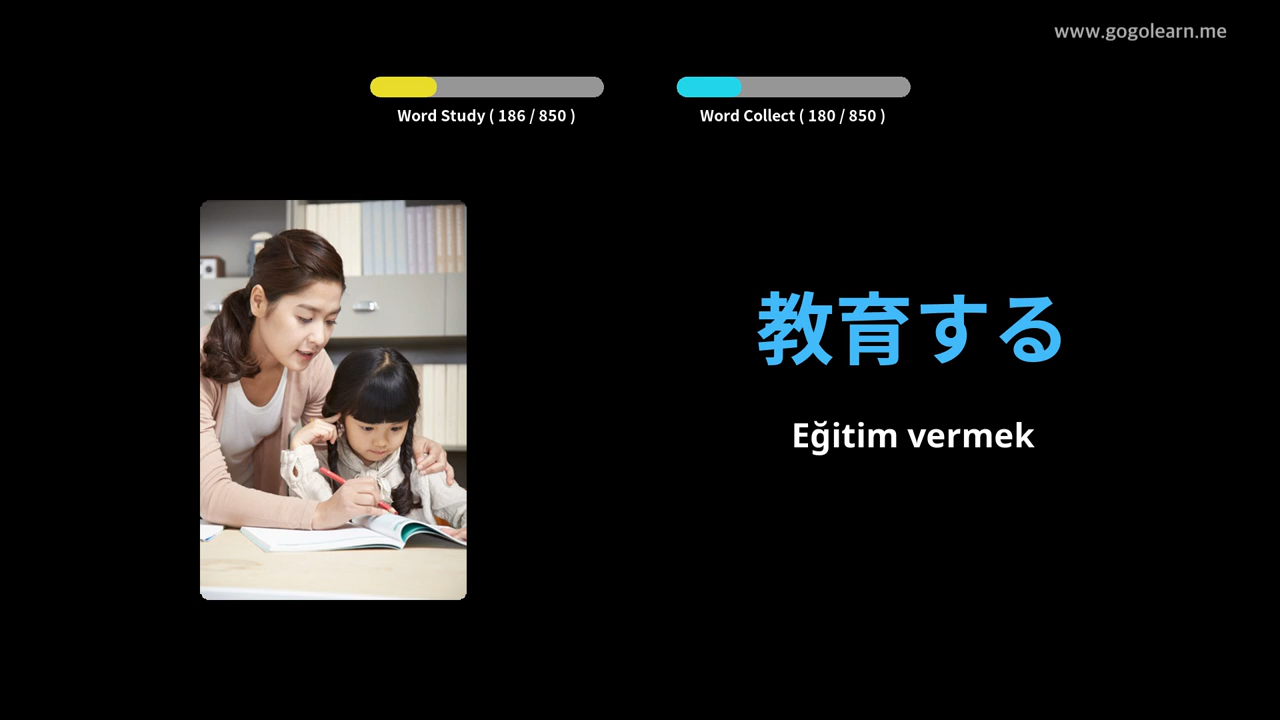 www.gogolearn.me
Word Study ( 186 / 850 )
Word Collect ( 180 / 850 )
教育する
Eğitim vermek